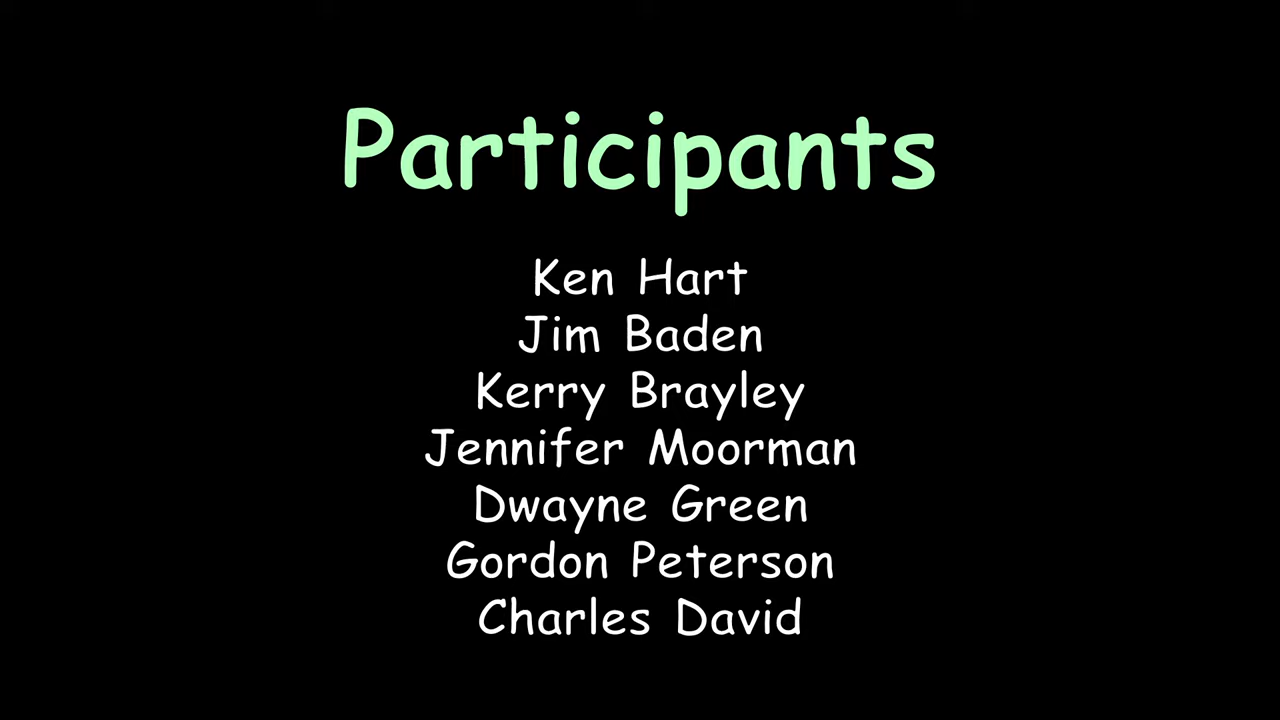 Participants
Ken Hart
Jim Baden
Kerry Brayley
Jennifer Moorman
Dwayne Green
Gordon Peterson
Charles David